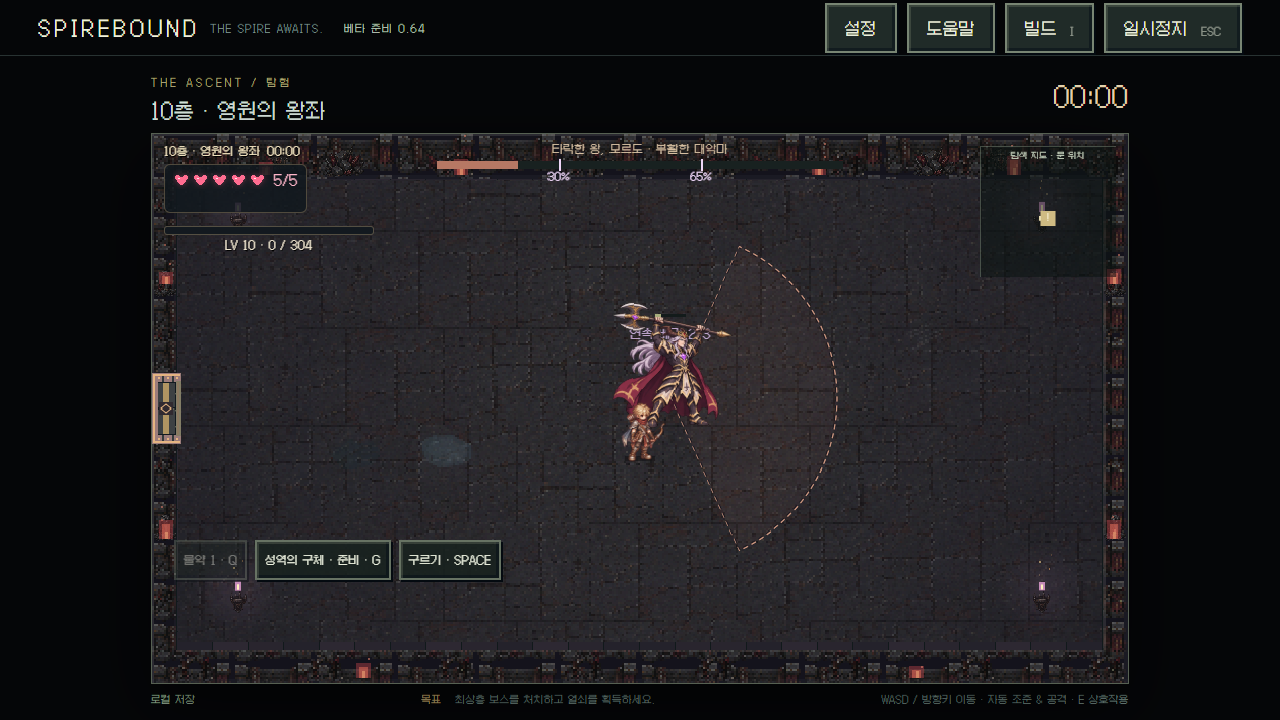 SPIREBOUND THE SPIRE AWAITS. 베타 준비 0.64
설정 도움말 빌드 I 일시정지 ESC
THE ASCENT / 탐험
10층 · 영원의 왕좌
00:00
10층 · 영원의 왕좌 00:00
타락한 왕, 모르드 · 부활한 대악마
탐색 지도 · 문 위치
5/5
30% 65%
LV 10 · 0 / 304
물약 1 · Q
성역의 구체 · 준비 · G
구르기 · SPACE
로컬 저장
목표 최상층 보스를 처치하고 열쇠를 획득하세요.
WASD / 방향키 이동 · 자동 조준 & 공격 · E 상호작용